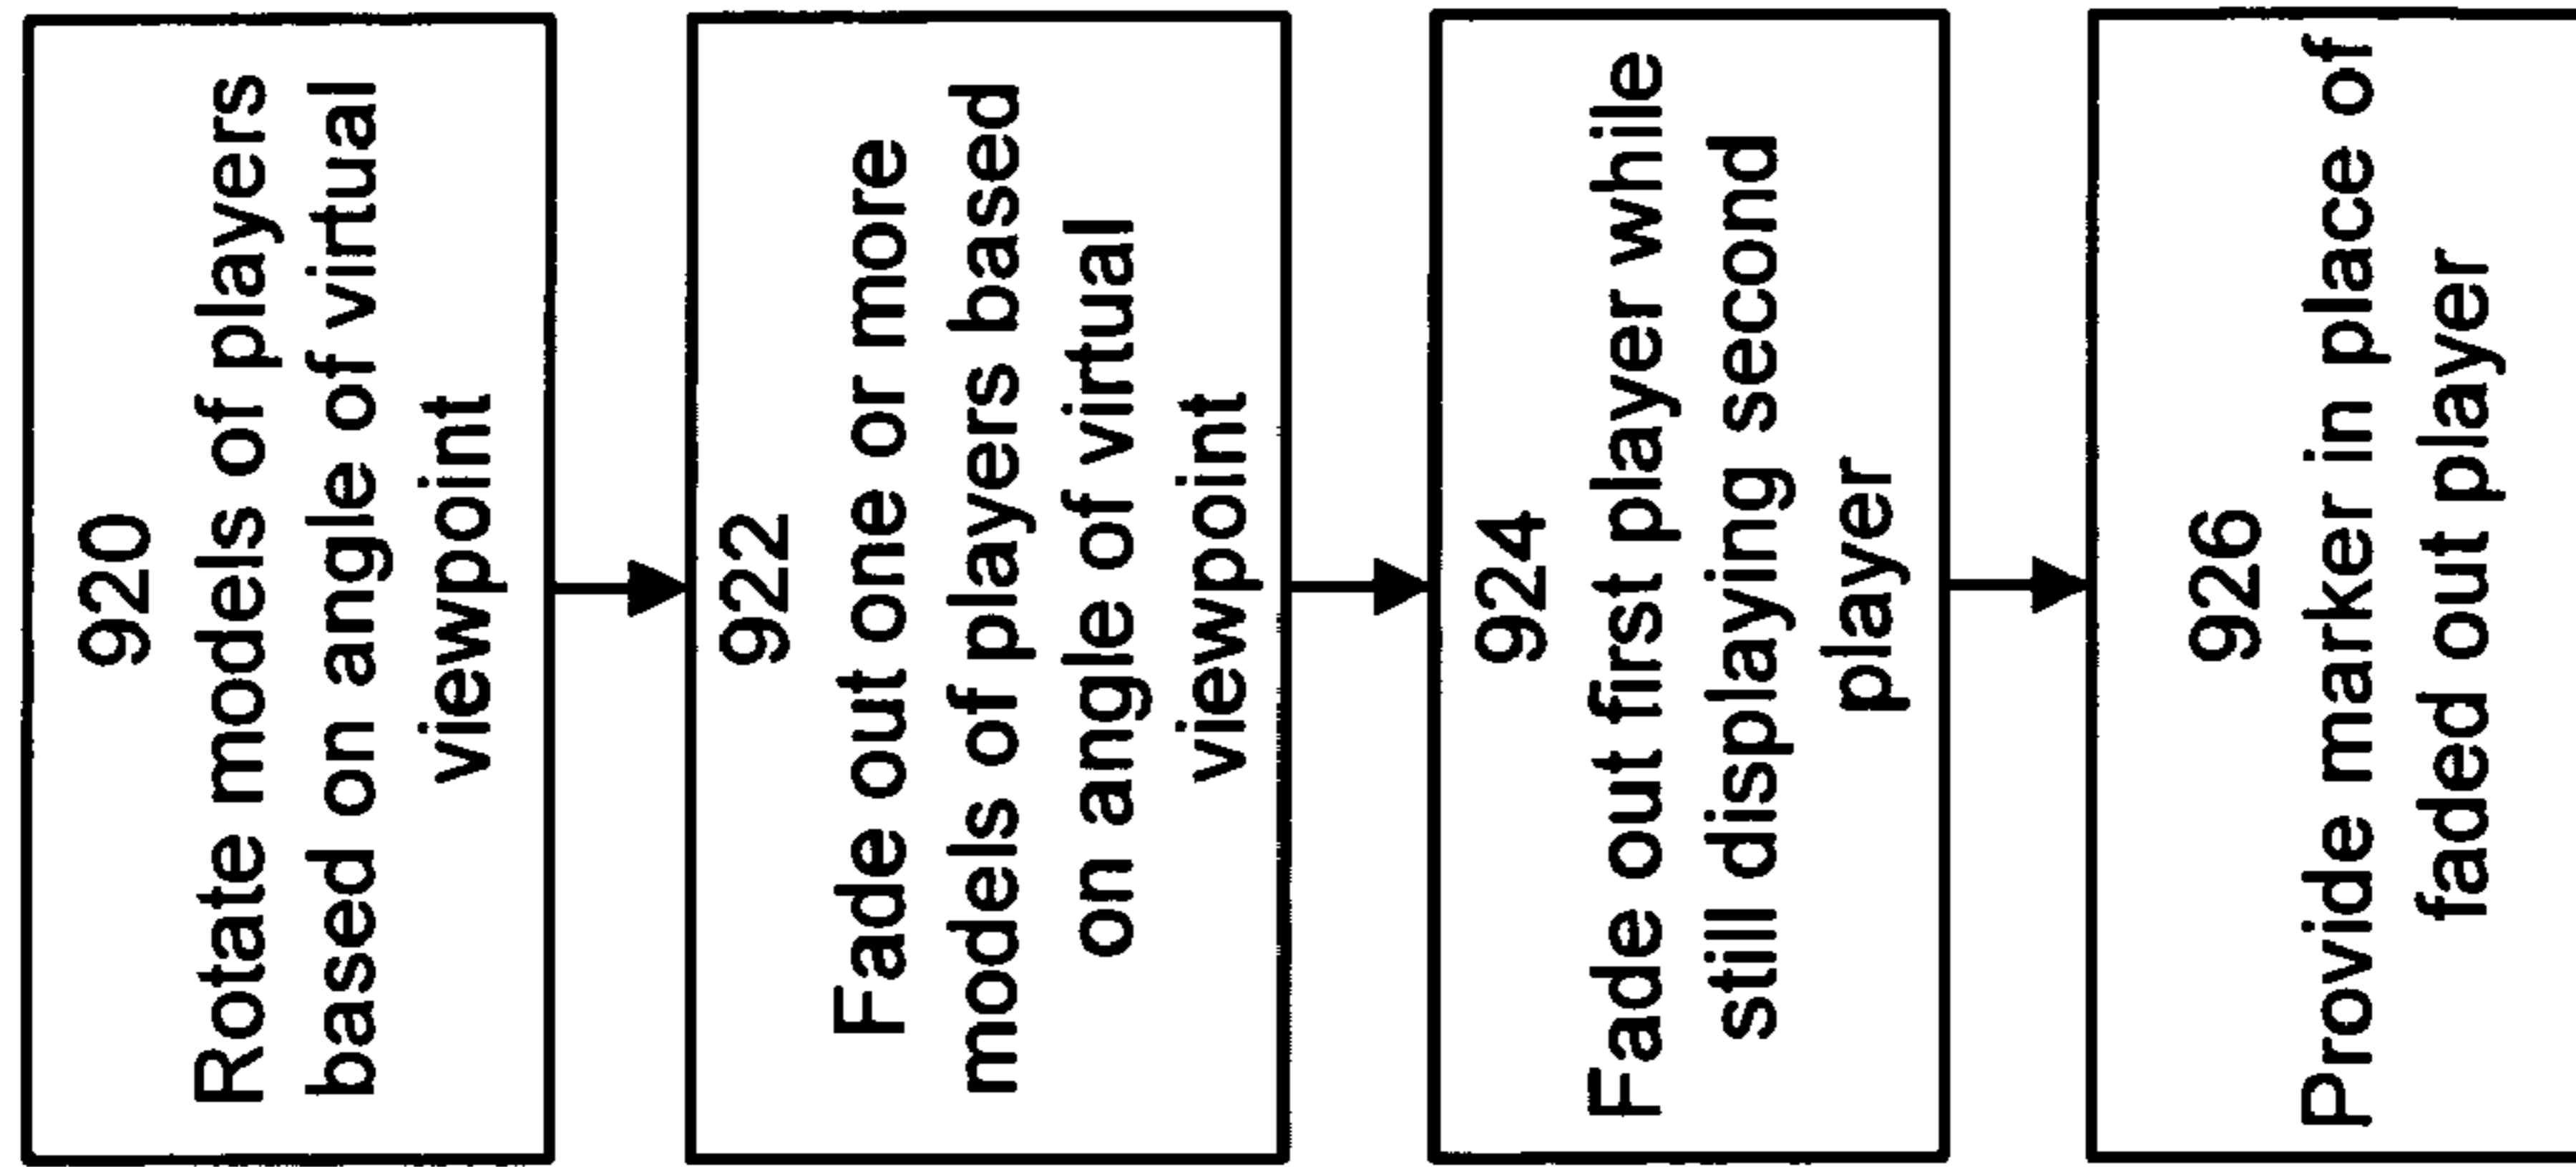 920
Rotate models of players
based on angle of virtual
viewpoint
922
Fade out one or more
models of players based
on angle of virtual
viewpoint
924
Fade out first player while
still displaying second
player
926
Provide marker in place of
faded out player